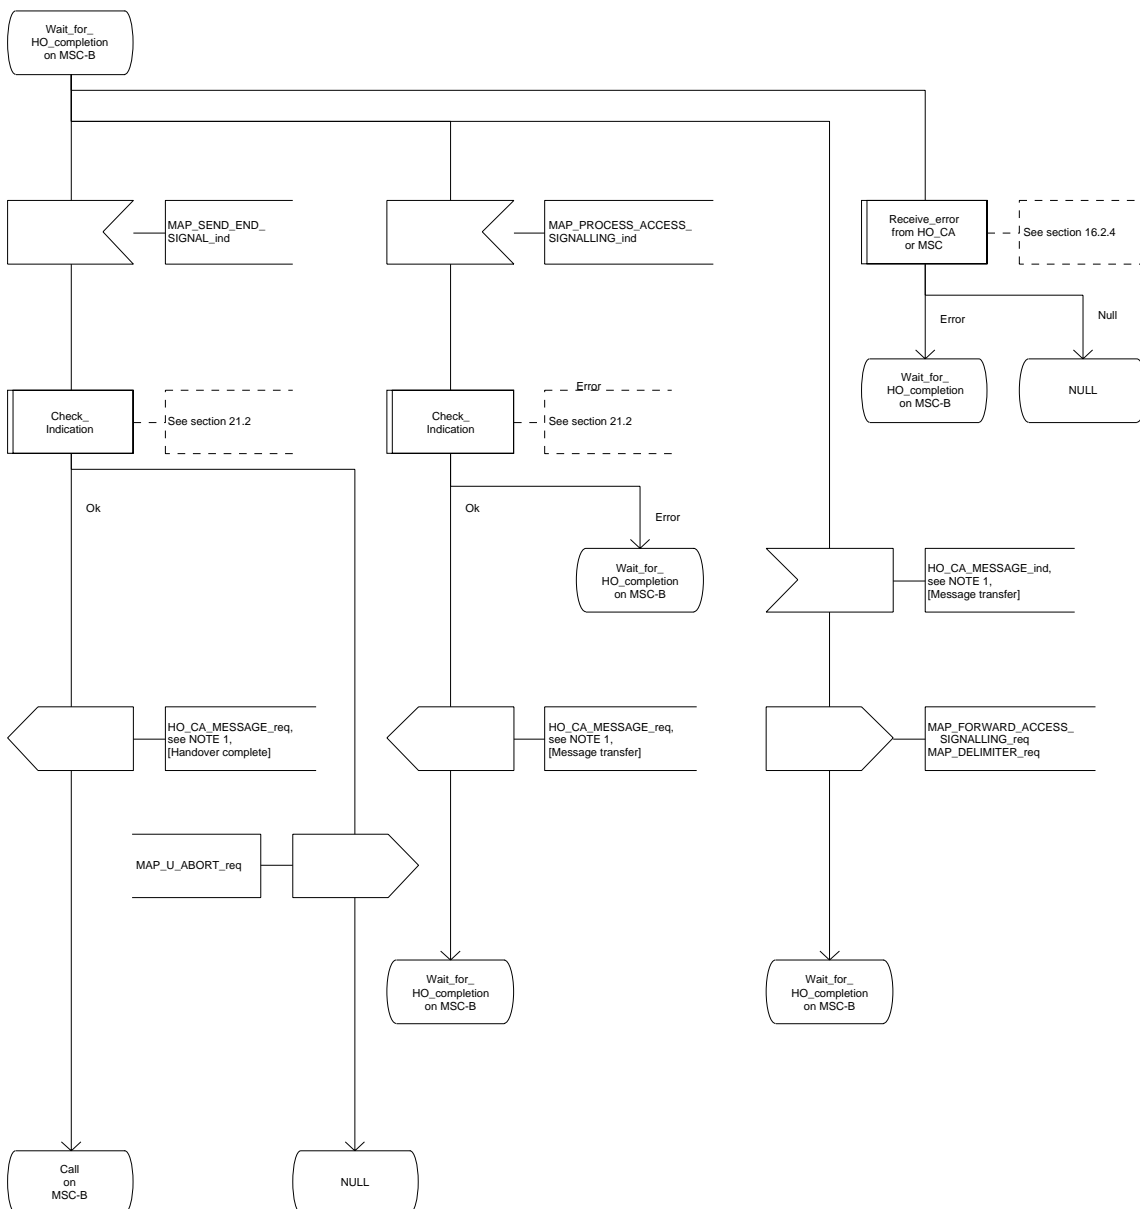 Wait_for_
HO_completion
on MSC-B
MAP_SEND_END_
SIGNAL_ind
MAP_PROCESS_ACCESS_
SIGNALLING_ind
Receive_error
from HO_CA
or MSC
See section 16.2.4
Error
Null
Wait_for_
HO_completion
on MSC-B
NULL
Check_
Indication
See section 21.2
Error
Check_
Indication
See section 21.2
Ok
Ok
Error
Wait_for_
HO_completion
on MSC-B
HO_CA_MESSAGE_ind,
see NOTE 1,
[Message transfer]
HO_CA_MESSAGE_req,
see NOTE 1,
[Handover complete]
HO_CA_MESSAGE_req,
see NOTE 1,
[Message transfer]
MAP_FORWARD_ACCESS_
SIGNALLING_req
MAP_DELIMITER_req
MAP_U_ABORT_req
Wait_for_
HO_completion
on MSC-B
Wait_for_
HO_completion
on MSC-B
Call
on
MSC-B
NULL